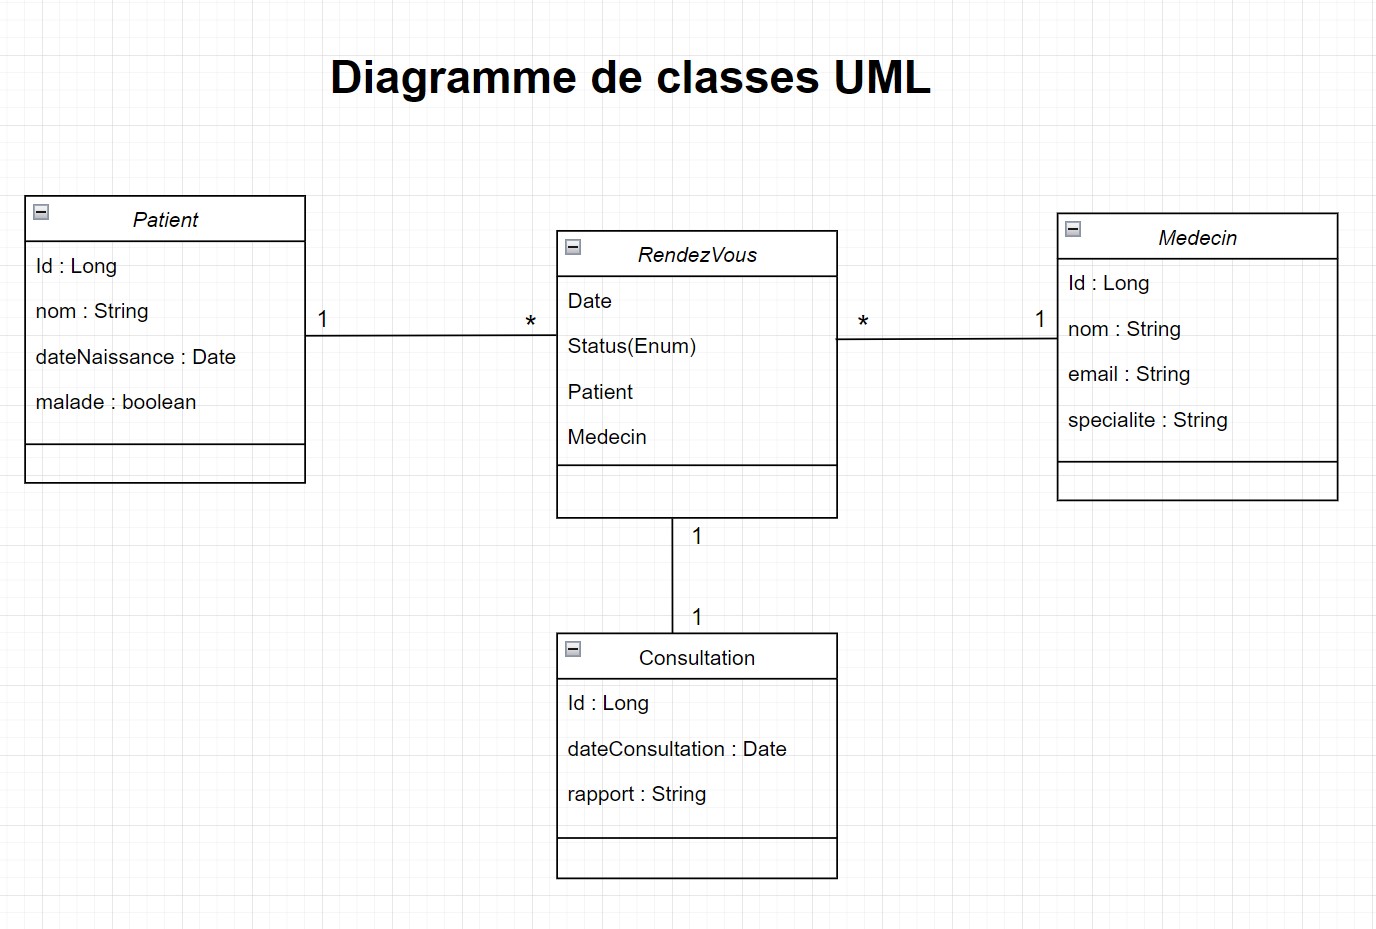 Diagramme de classes UML
Patient
Id : Long
nom : String
dateNaissance : Date
malade : boolean
1
*
RendezVous
Date
Status(Enum)
Patient
Medecin
*
1
Medecin
Id : Long
nom : String
email : String
specialite : String
1
1
Consultation
Id : Long
dateConsultation : Date
rapport : String